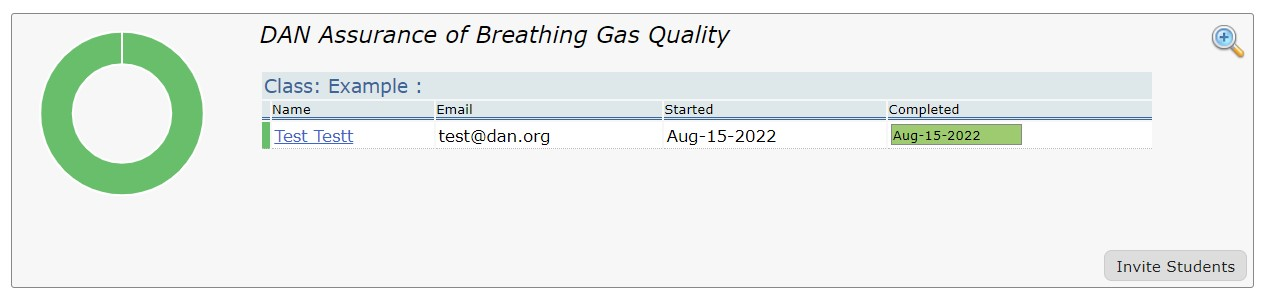 DAN Assurance of Breathing Gas Quality
Class: Example :
Name Email Started Completed
Test Testt test@dan.org Aug-15-2022 Aug-15-2022
Invite Students